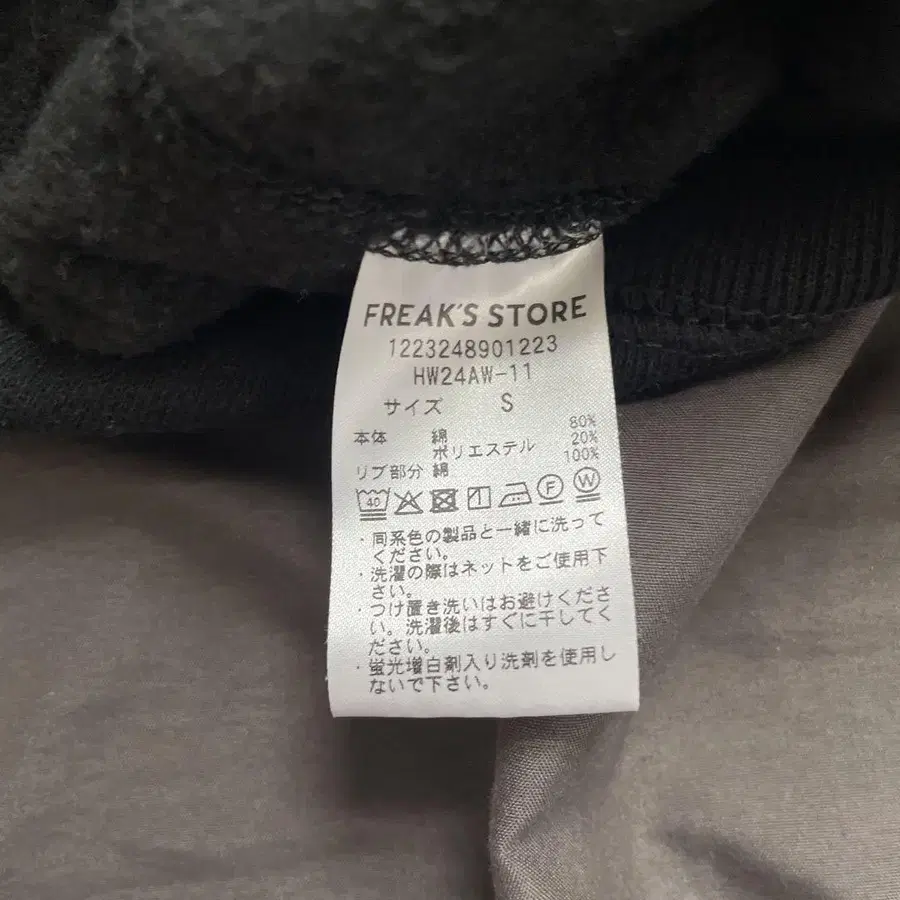 FREAK'S STORE
1223248901223
HW24AW-11
サイズ S
本体 綿 80%
ポリエステル 20%
リブ部分 綿 100%
40 F W
・同系色の製品と一緒に洗って
ください。
・洗濯の際はネットをご使用下
さい。
・つけ置き洗いはお避けくださ
い。洗濯後はすぐに干してく
ださい。
・蛍光増白剤入り洗剤を使用し
ないで下さい。